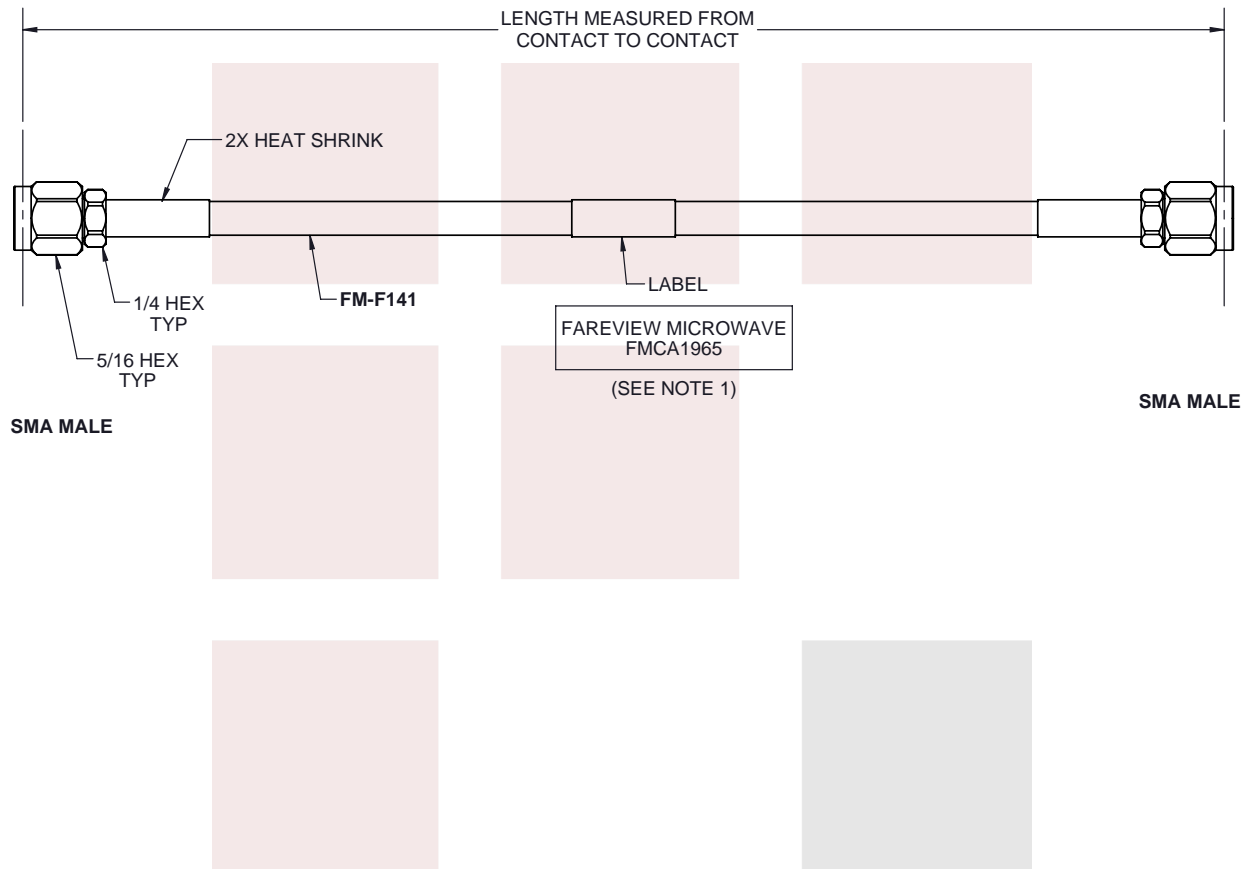 LENGTH MEASURED FROM
CONTACT TO CONTACT
2X HEAT SHRINK
1/4 HEX
TYP
FM-F141
LABEL
5/16 HEX
TYP
FAREVIEW MICROWAVE
FMCA1965
(SEE NOTE 1)
SMA MALE
SMA MALE